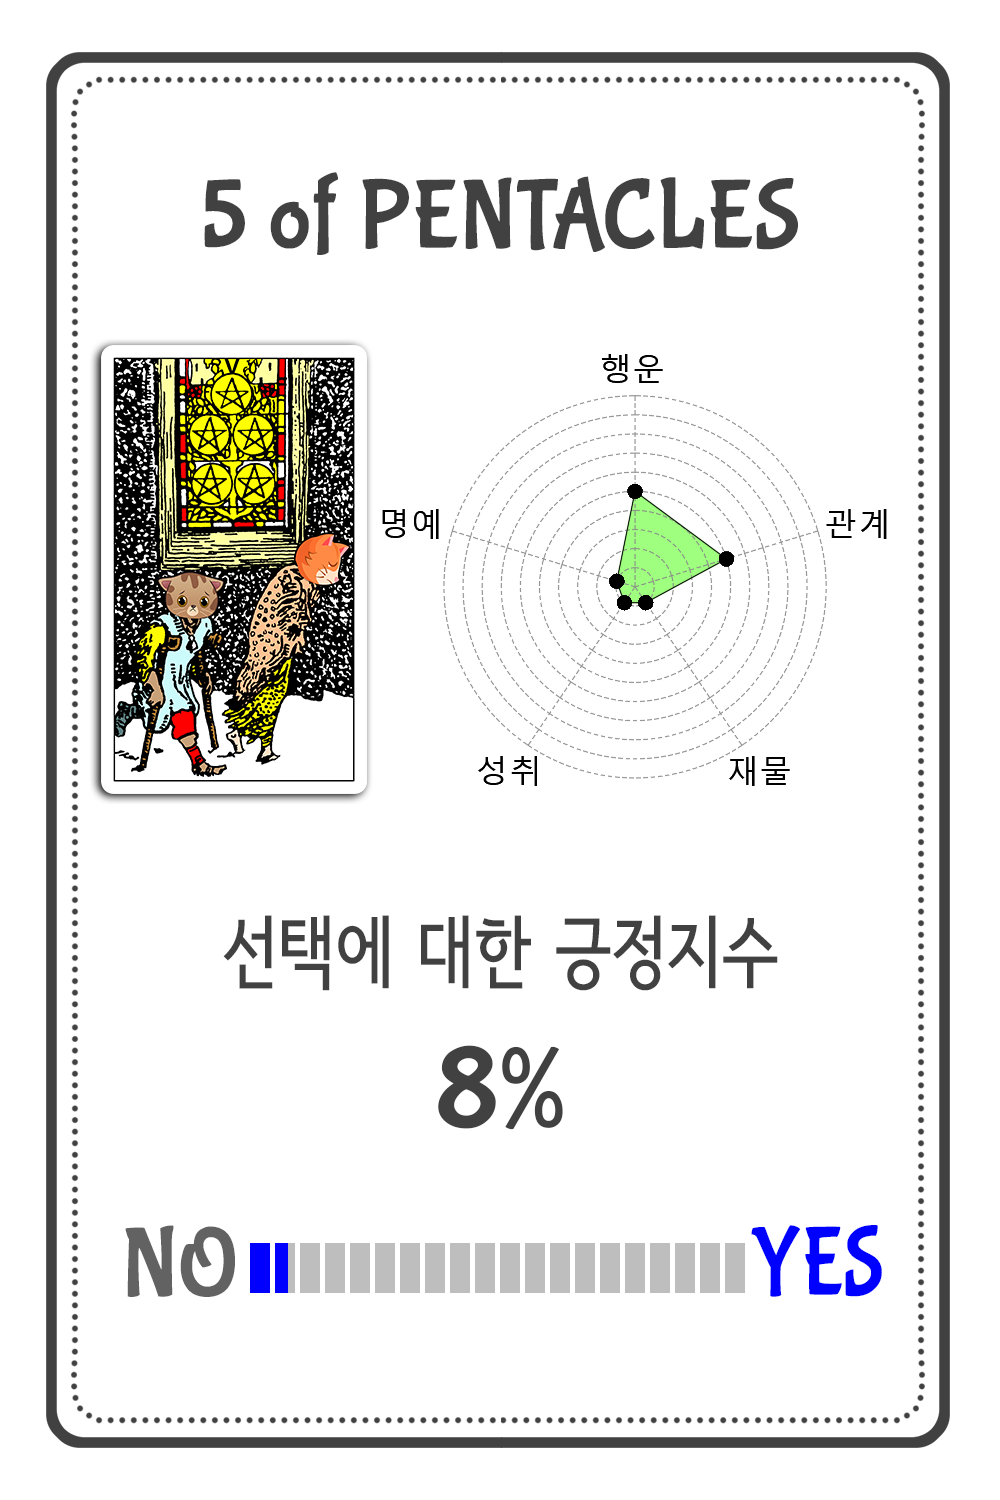 5 of PENTACLES
행운
명예
관계
성취
재물
선택에 대한 긍정지수
8%
NO YES